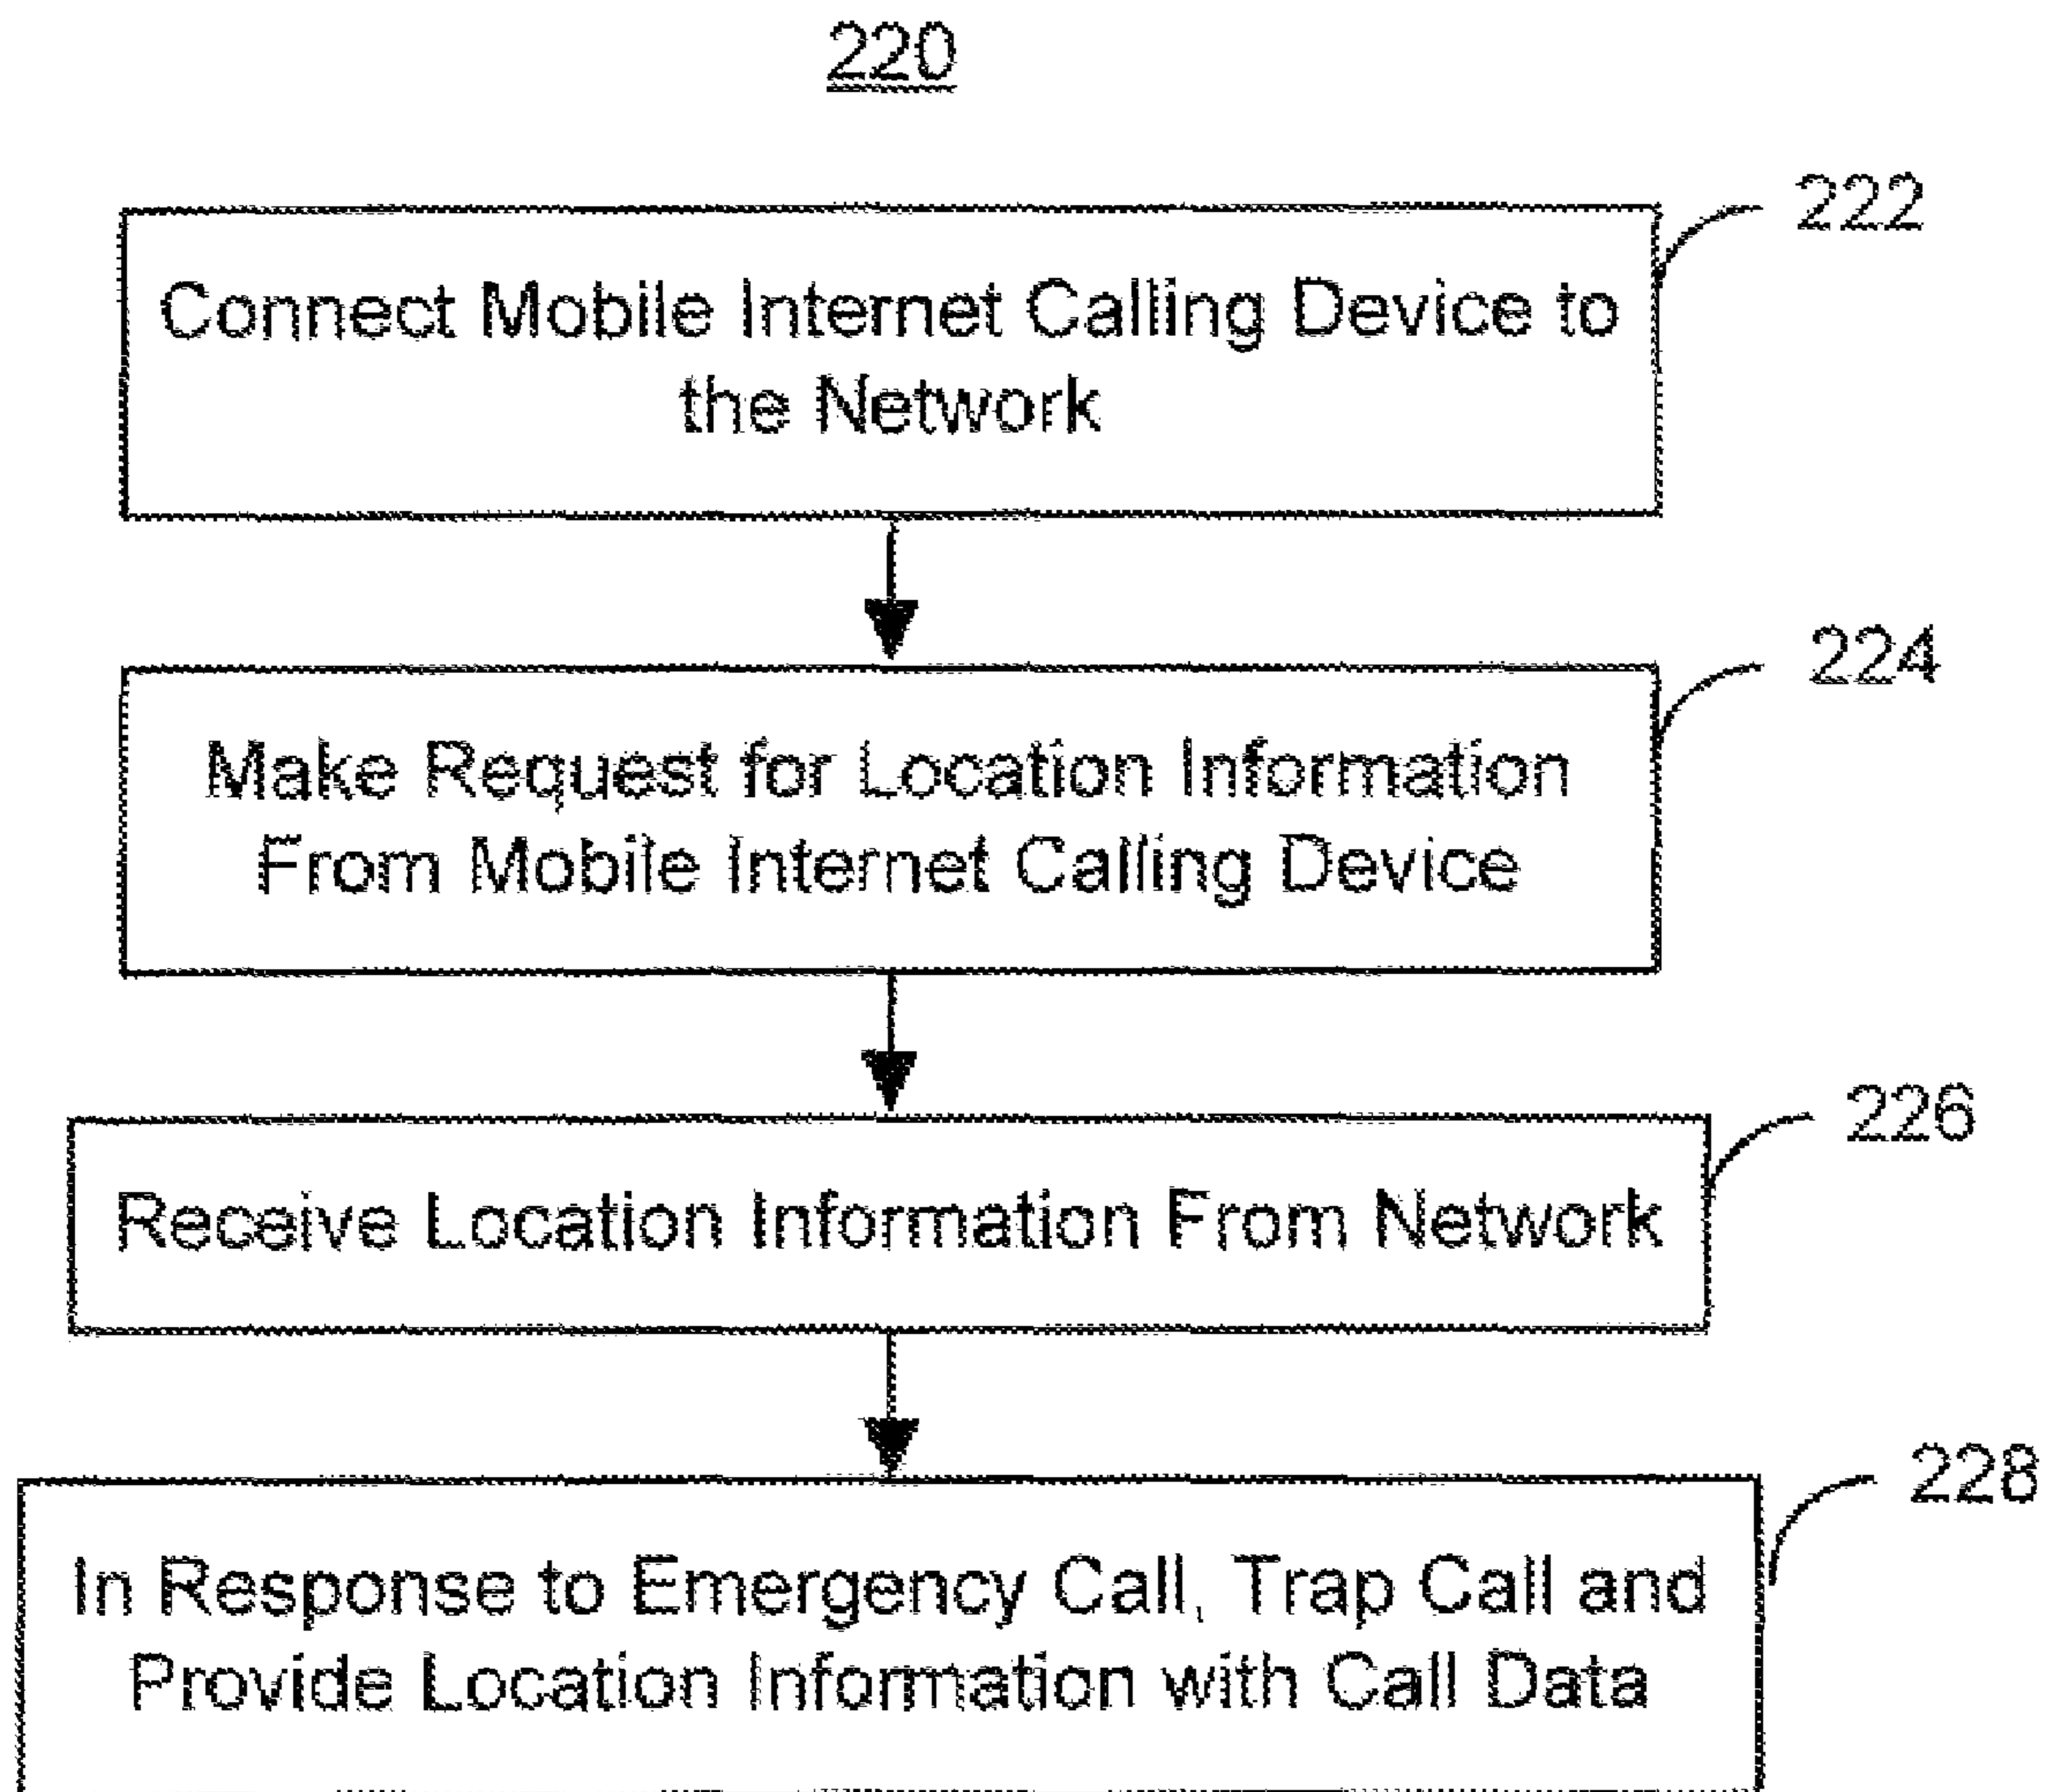 220
222
Connect Mobile Internet Calling Device to
the Network
224
Make Request for Location Information
From Mobile Internet Calling Device
226
Receive Location Information From Network
228
In Response to Emergency Call, Trap Call and
Provide Location Information with Call Data